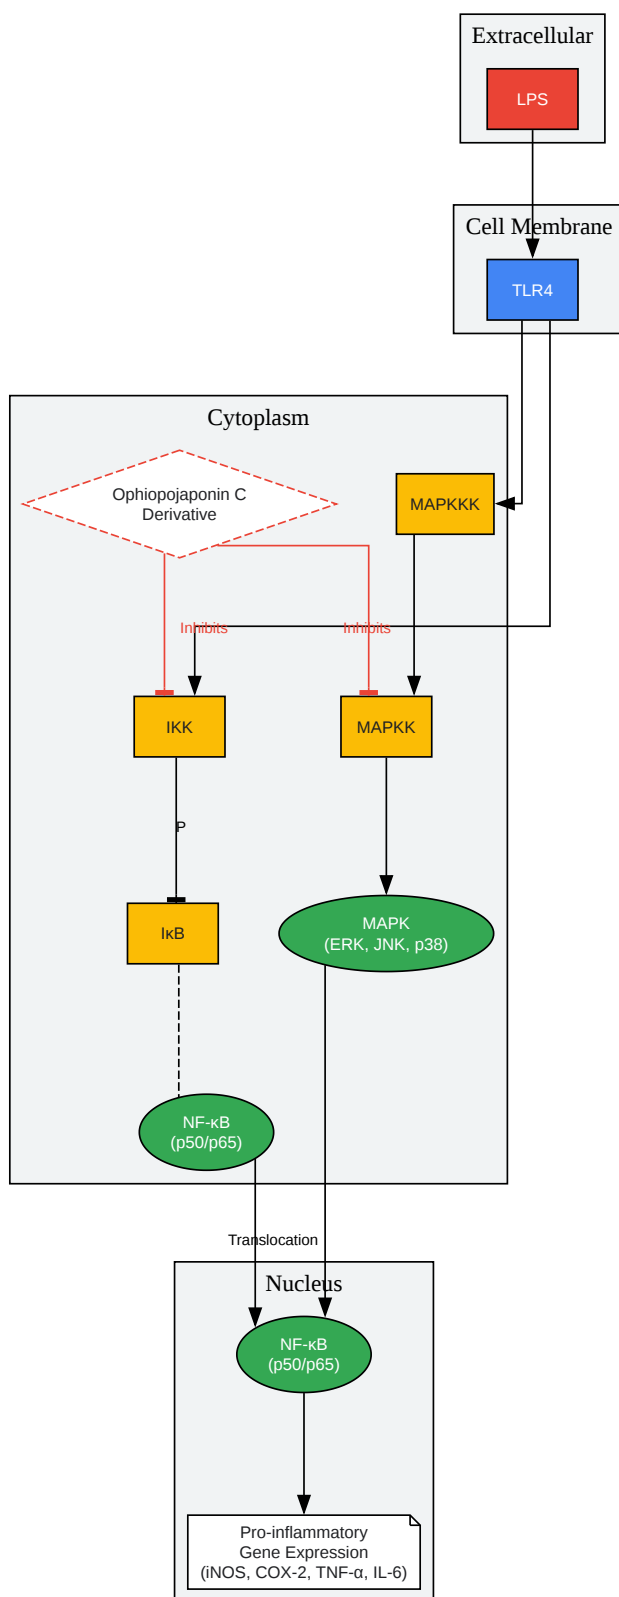 Extracellular
LPS
Cell Membrane
TLR4
Cytoplasm
Ophiopojaponin C
Derivative
MAPKKK
Inhibits
Inhibits
IKK
MAPKK
P
IκB
MAPK
(ERK, JNK, p38)
NF-κB
(p50/p65)
Translocation
Nucleus
NF-κB
(p50/p65)
Pro-inflammatory
Gene Expression
(iNOS, COX-2, TNF-α, IL-6)